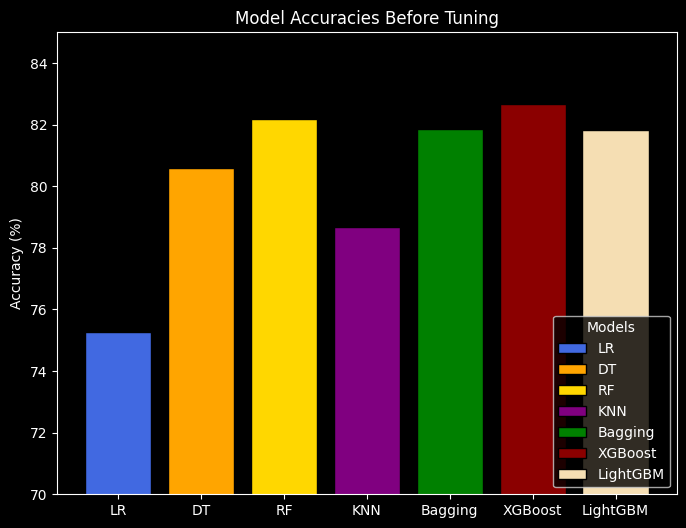 Model Accuracies Before Tuning
Accuracy (%)
84
82
80
78
76
74
72
70
LR DT RF KNN Bagging XGBoost LightGBM
Models
LR
DT
RF
KNN
Bagging
XGBoost
LightGBM